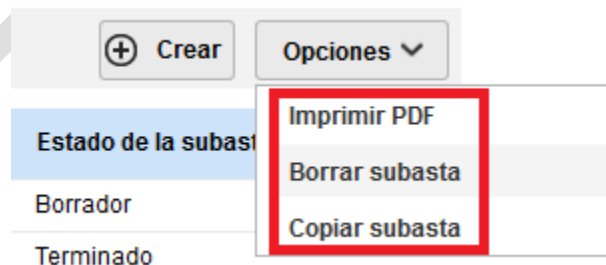 Crear
Opciones
Imprimir PDF
Estado de la subast
Borrar subasta
Borrador
Copiar subasta
Terminado